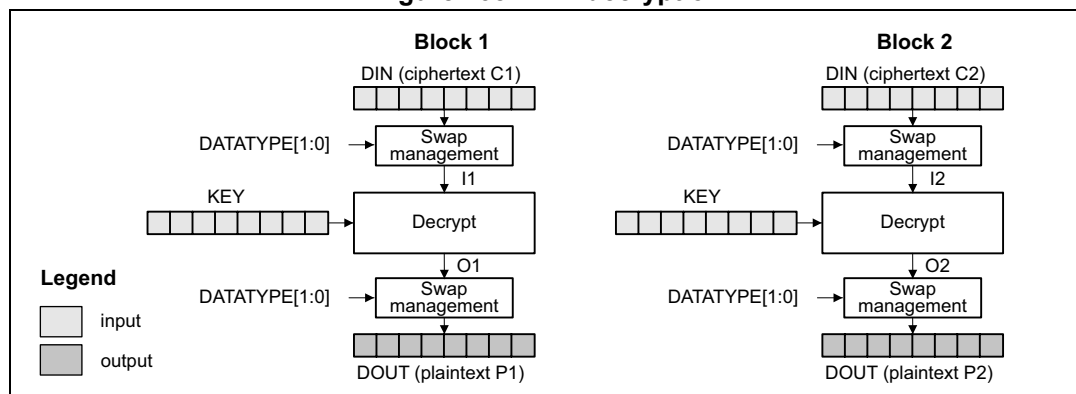 Block 1
DIN (ciphertext C1)
DATATYPE[1:0]
Swap
management
I1
KEY
Decrypt
O1
DATATYPE[1:0]
Swap
management
DOUT (plaintext P1)
Block 2
DIN (ciphertext C2)
DATATYPE[1:0]
Swap
management
I2
KEY
Decrypt
O2
DATATYPE[1:0]
Swap
management
DOUT (plaintext P2)
Legend
input
output